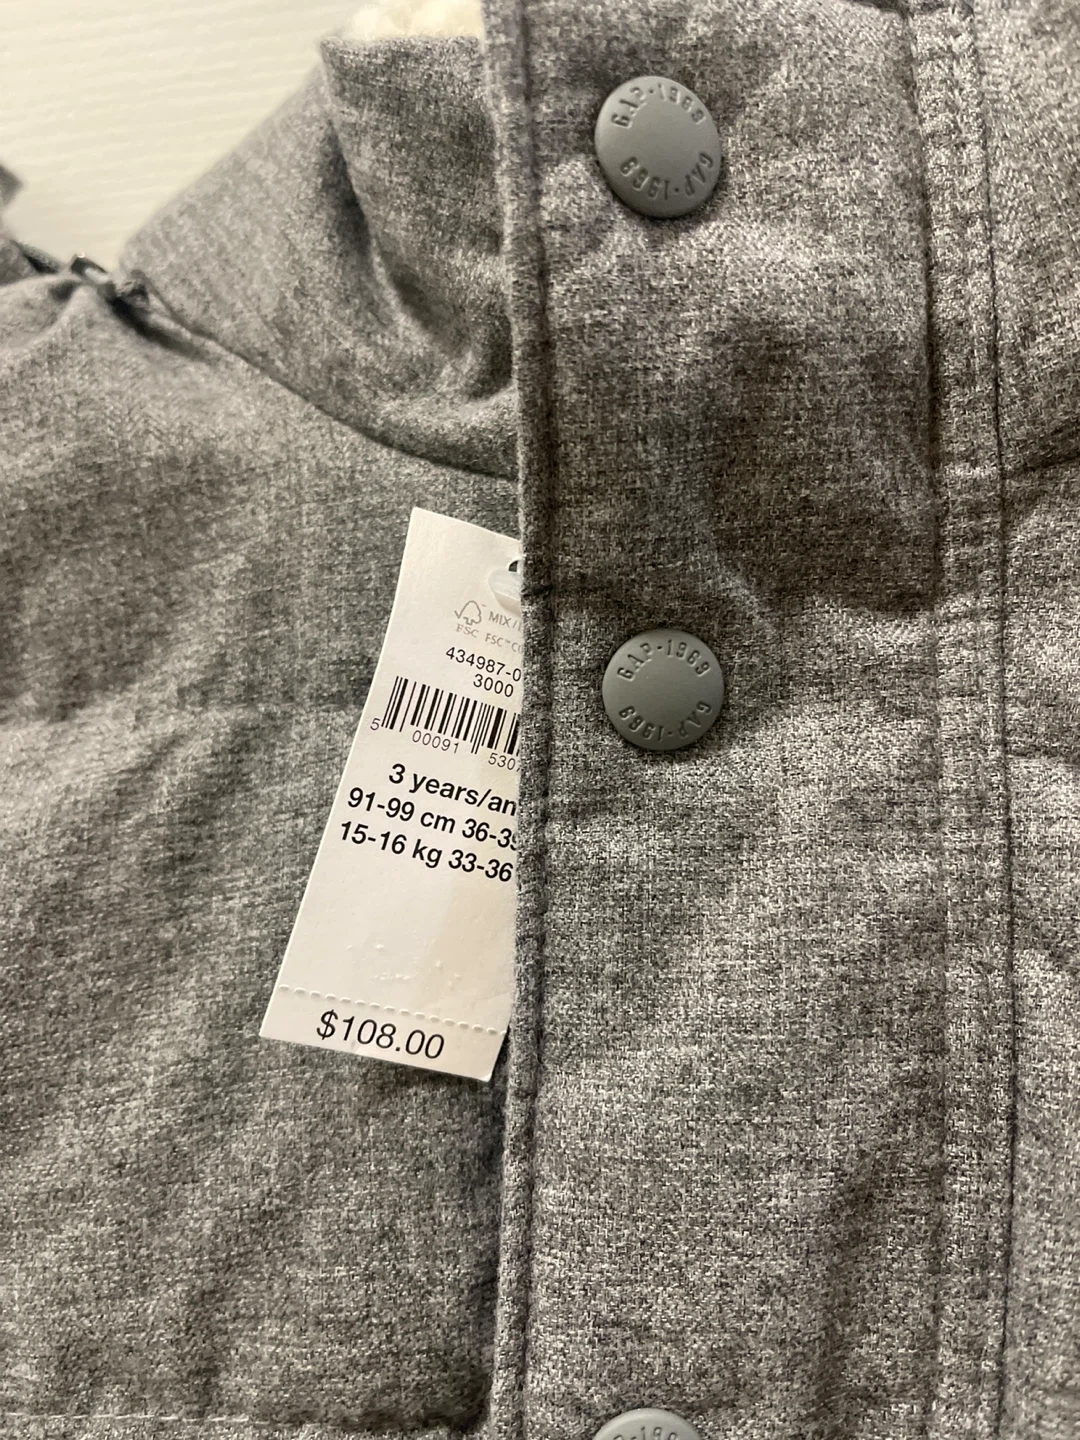 GAP·1969
GAP·1969
MIX
FSC FSC™C
434987-0
3000
5 00091 530
3 years/an
91-99 cm 36-39
15-16 kg 33-36
$108.00
GAP·1969
GAP·1969